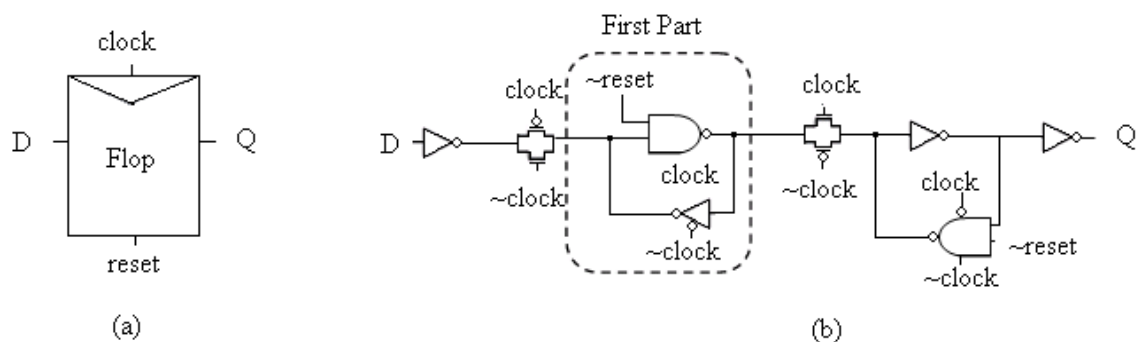 First Part
clock
D
Flop
Q
reset
(a)
D
clock
~clock
~reset
clock
~clock
clock
~clock
clock
~clock
~reset
Q
(b)